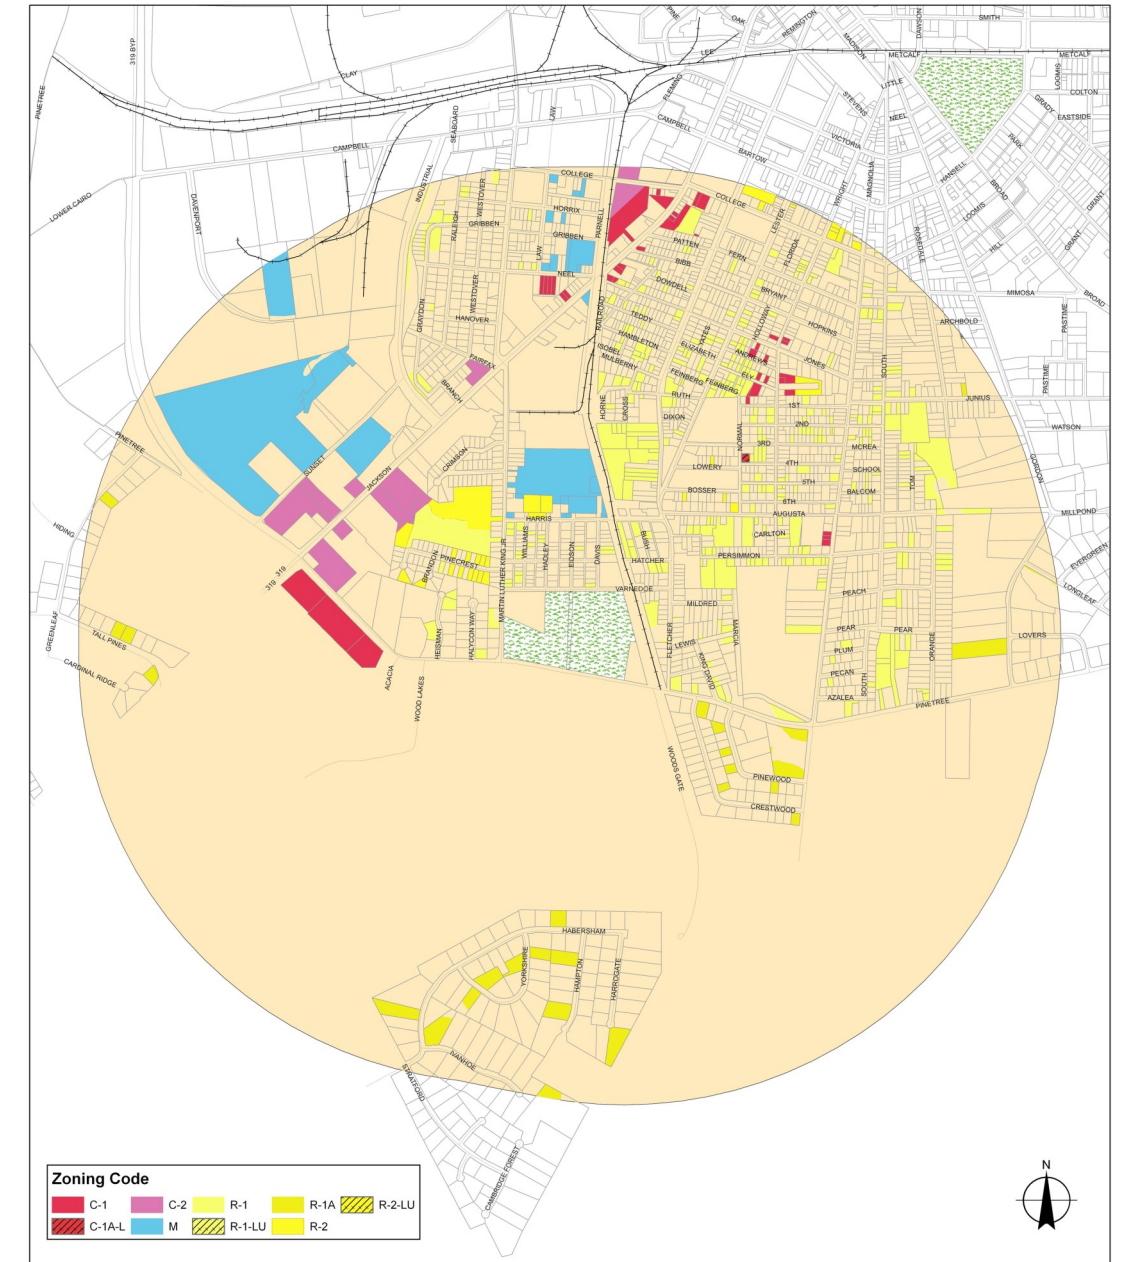 PINE
OAK
REMINGTON
DAWSON
SMITH
319 BYP
MADISON
LEE
METCALF
METCALF
CLAY
LITTLE
LOOMIS
COLTON
PINETREE
FLEMING
STEVENS
GRADY
SEABOARD
LAW
NEEL
EASTSIDE
CAMPBELL
VICTORIA
PARK
CAMPBELL
BARTOW
HANSELL
COLLEGE
INDUSTRIAL
MAGNOLIA
WRIGHT
BROAD
GRANT
LOWER CAIRO
DAVENPORT
WESTOVER
COLLEGE
HORRIX
PARNELL
LESTER
LOOMIS
RALEIGH
GRIBBEN
GRIBBEN
PATTEN
FLORIDA
ROSEDALE
HILL
GRANT
LAW
BIBB
FERN
NEEL
DOWDELL
BRYANT
MIMOSA
BROAD
WESTOVER
GRAYDON
HANOVER
RAILROAD
TEDDY
HOLLOWAY
HOPKINS
ARCHBOLD
PASTIME
HAMBLETON
YATES
ELIZABETH
ISOBEL
MULBERRY
ANDREWS
JONES
SOUTH
FAIRFAX
FEINBERG
FEINBERG
ELY
PASTIME
BRANCH
HORNE
CROSS
RUTH
1ST
JUNIUS
DIXON
2ND
NORMAL
WATSON
PINETREE
3RD
MCREA
CRIMSON
SUNSET
LOWERY
4TH
SCHOOL
GORDON
JACKSON
5TH
TOM
BOSSER
BALCOM
6TH
HARRIS
AUGUSTA
MILLPOND
HIDING
WILLIAMS
HADLEY
EDISON
DAVIS
BUSH
CARLTON
EVERGREEN
MARTIN LUTHER KING JR
BRANDON
PINECREST
HATCHER
PERSIMMON
319
319
VARNEDOE
PEACH
LONGLEAF
MILDRED
GREENLEAF
TALL PINES
HEISMAN
HALYCON WAY
FLETCHER
LEWIS
MARCIA
PEAR
PEAR
ORANGE
LOVERS
PLUM
CARDINAL RIDGE
KING DAVID
PECAN
SOUTH
ACACIA
WOOD LAKES
AZALEA
PINETREE
WOODS GATE
PINEWOOD
CRESTWOOD
HABERSHAM
YORKSHIRE
HAMPTON
HARROGATE
IVANHOE
STRATFORD
CAMBRIDGE FOREST
N
Zoning Code
C-1
C-2
R-1
R-1A
R-2-LU
C-1A-L
M
R-1-LU
R-2